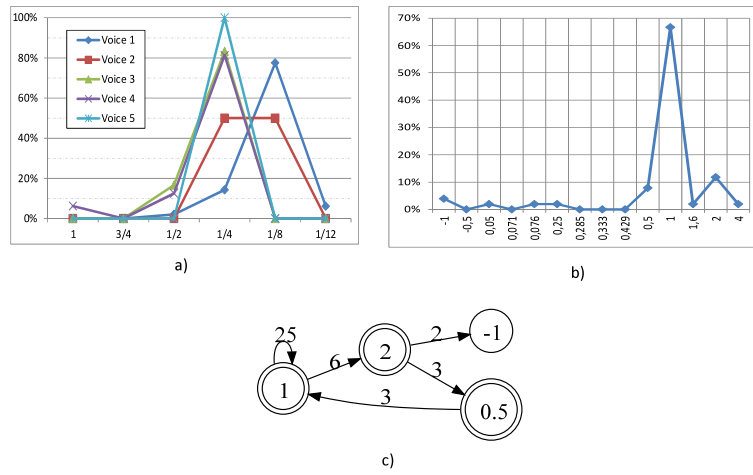 100%
80%
60%
40%
20%
0%
Voice 1
Voice 2
Voice 3
Voice 4
Voice 5
1 3/4 1/2 1/4 1/8 1/12
a)
70%
60%
50%
40%
30%
20%
10%
0%
-1 -0,5 0,05 0,071 0,076 0,25 0,285 0,333 0,429 0,5 1 1,6 2 4
b)
25
1
6
2
2
-1
3
3
0.5
c)